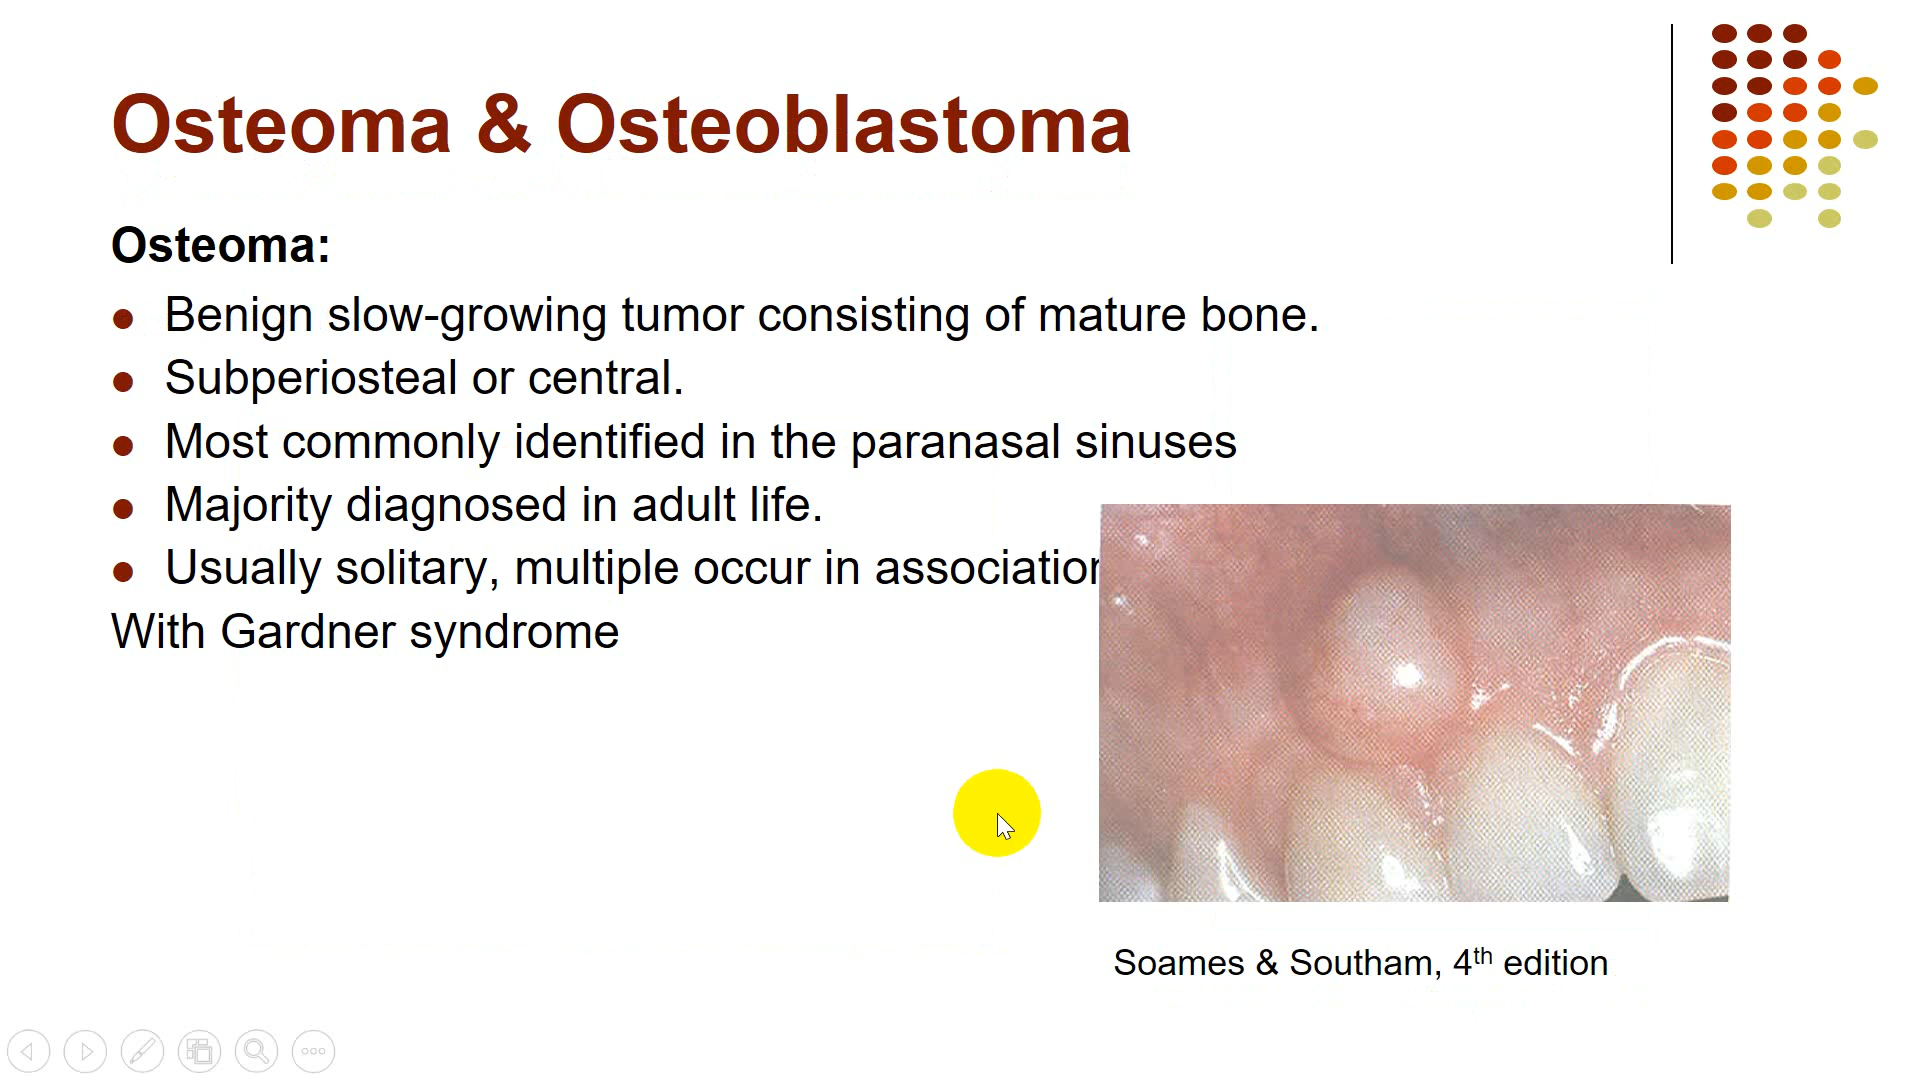 Osteoma & Osteoblastoma
Osteoma:
Benign slow-growing tumor consisting of mature bone.
Subperiosteal or central.
Most commonly identified in the paranasal sinuses
Majority diagnosed in adult life.
Usually solitary, multiple occur in association
With Gardner syndrome
Soames & Southam, 4th edition